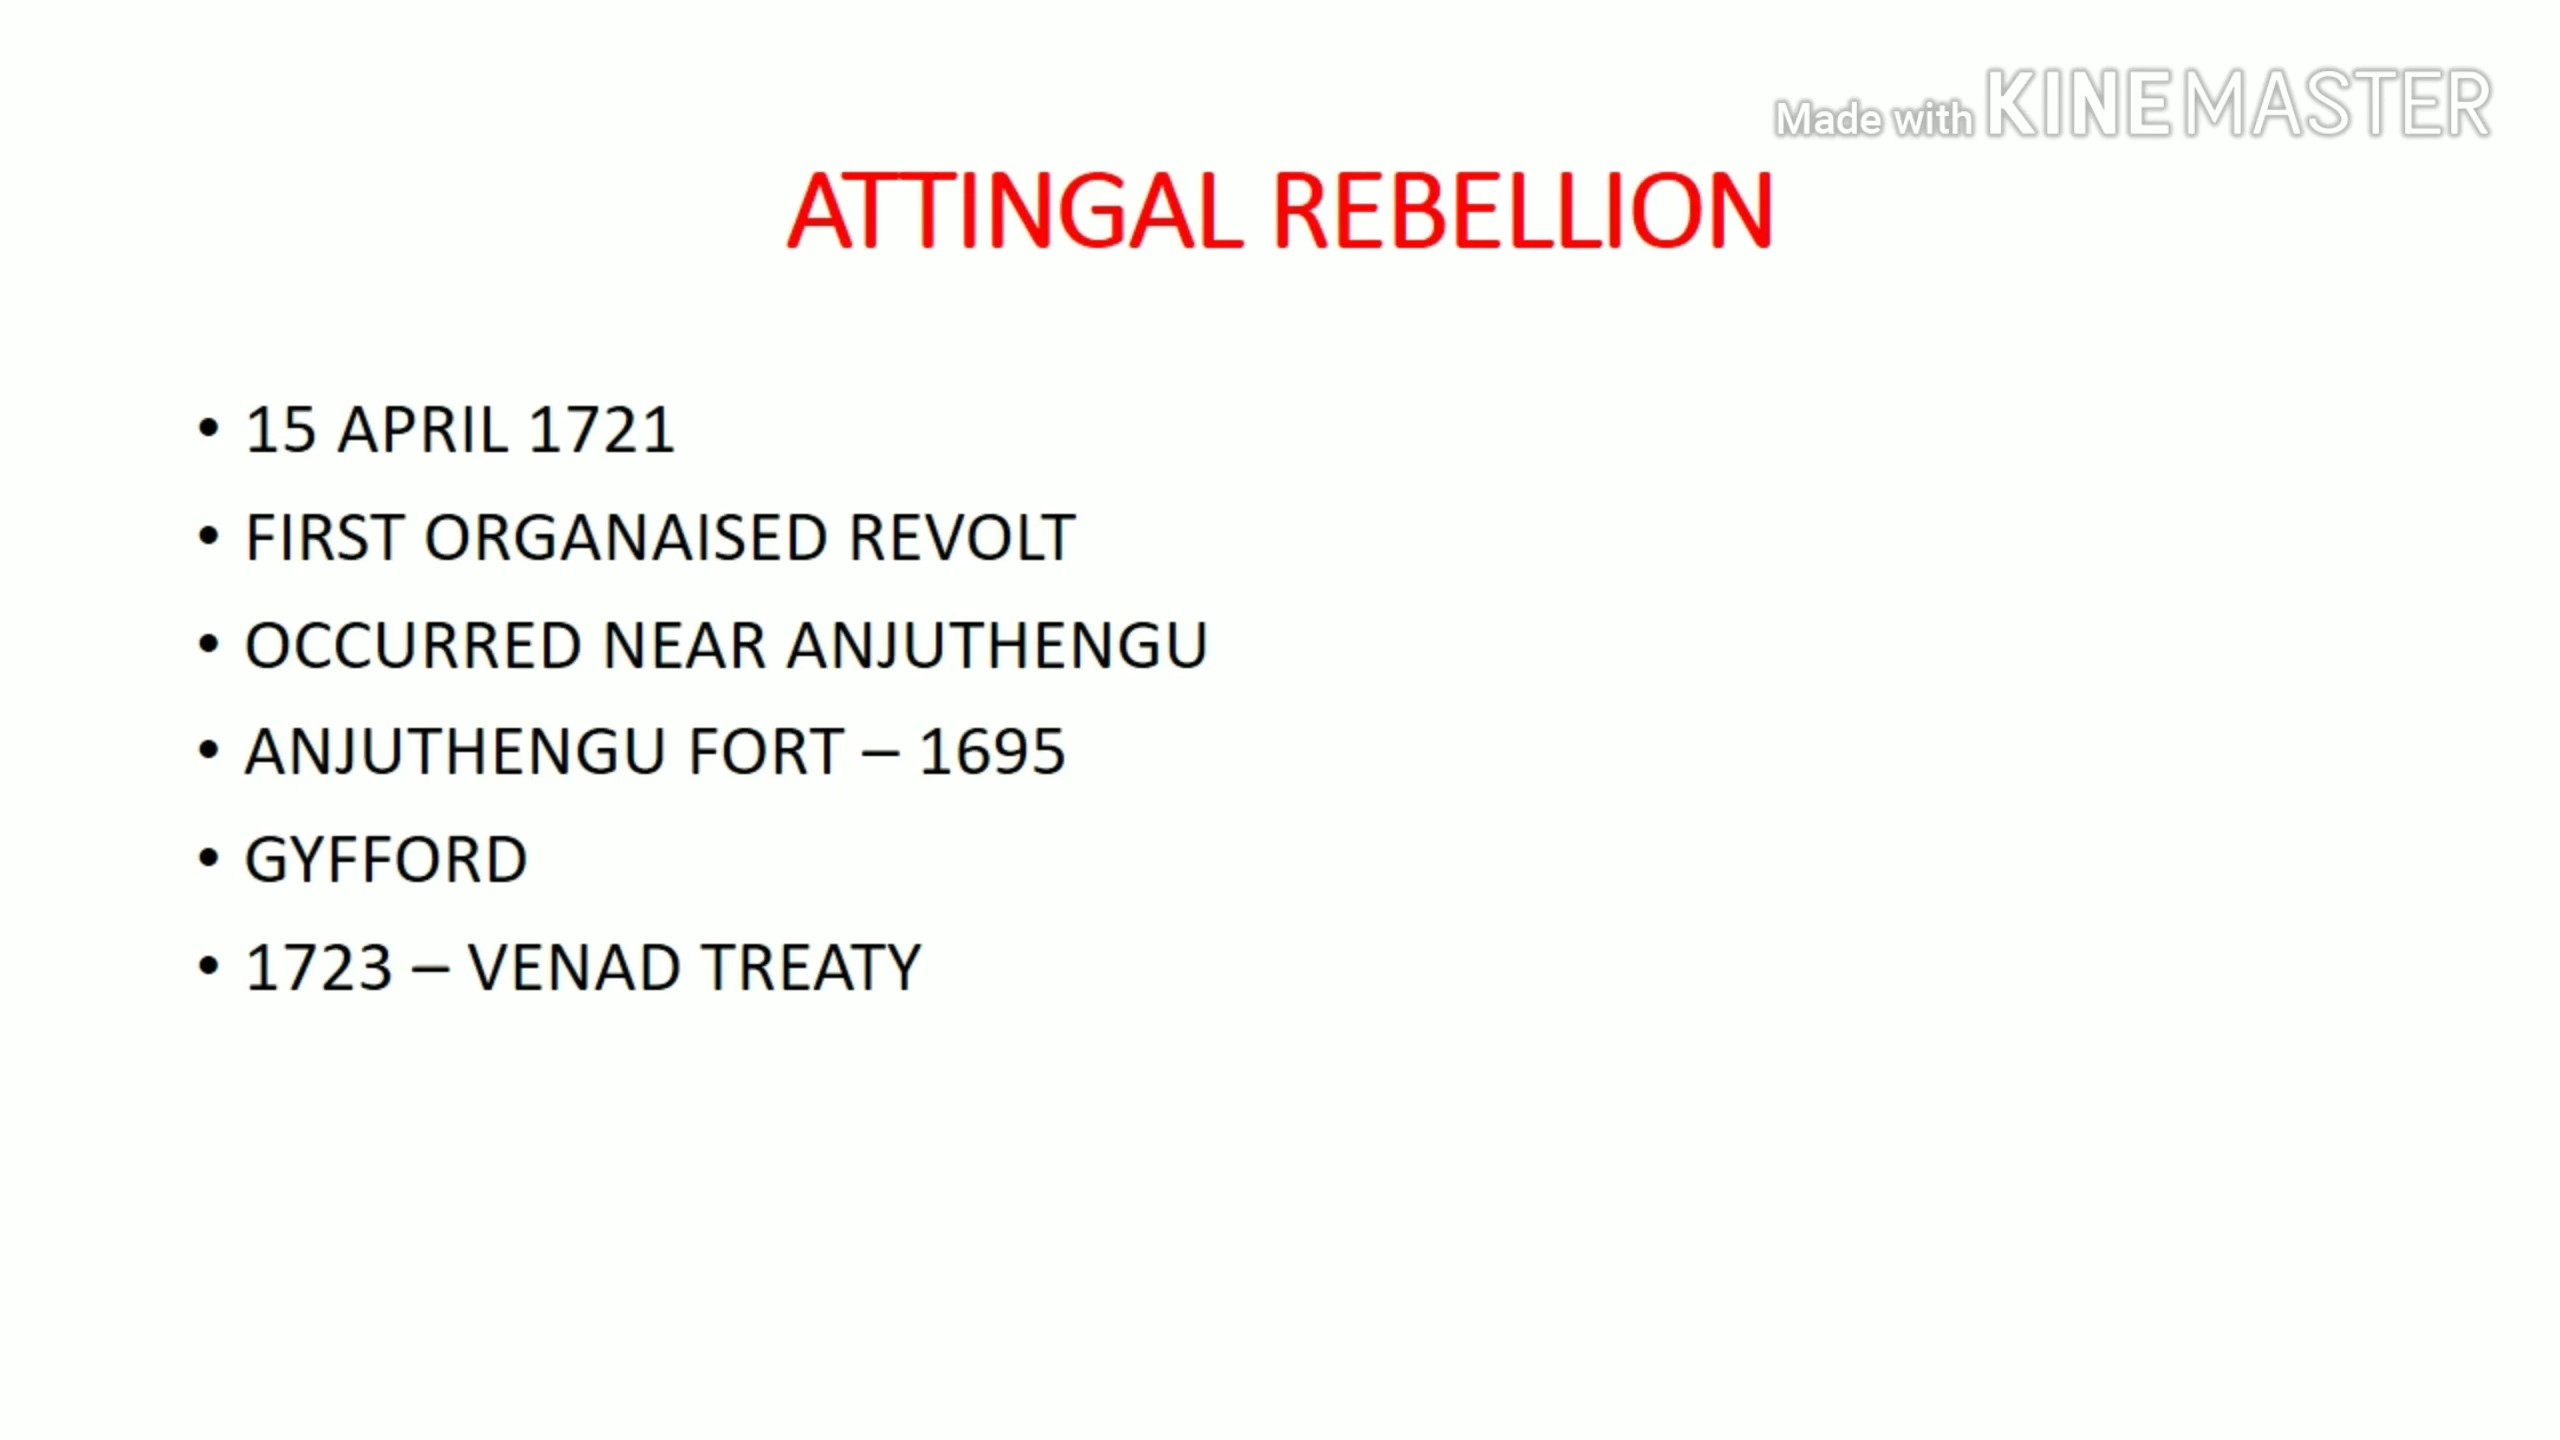 Made with KINEMASTER
ATTINGAL REBELLION
• 15 APRIL 1721
• FIRST ORGANAISED REVOLT
• OCCURRED NEAR ANJUTHENGU
• ANJUTHENGU FORT – 1695
• GYFFORD
• 1723 – VENAD TREATY